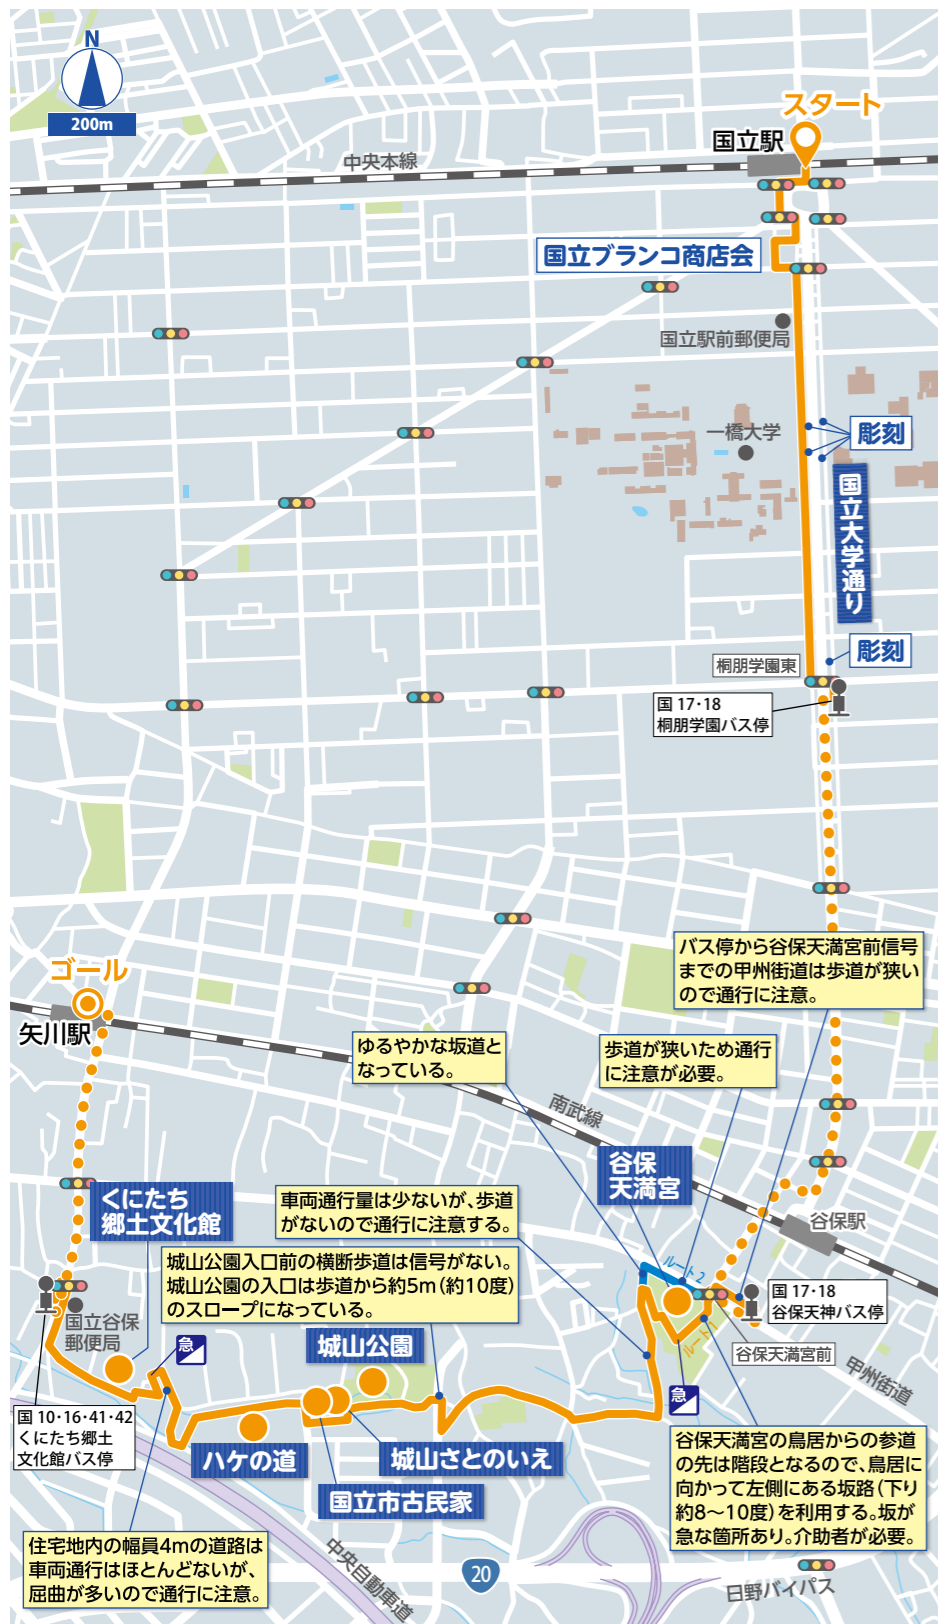 N
200m
スタート
国立駅
中央本線
国立ブランコ商店会
国立駅前郵便局
一橋大学
彫刻
国立大学通り
彫刻
桐朋学園東
国 17・18
桐朋学園バス停
バス停から谷保天満宮前信号
までの甲州街道は歩道が狭い
ので通行に注意。
ゴール
矢川駅
ゆるやかな坂道と
なっている。
歩道が狭いため通行
に注意が必要。
南武線
谷保
天満宮
谷保駅
くにたち
郷土文化館
車両通行量は少ないが、歩道
がないので通行に注意する。
城山公園入口前の横断歩道は信号がない。
城山公園の入口は歩道から約5m(約10度)
のスロープになっている。
ルート2
ルート1
国 17・18
谷保天神バス停
谷保天満宮前
甲州街道
国立谷保
郵便局
急
城山公園
急
国 10・16・41・42
くにたち郷土
文化館バス停
ハケの道
城山さとのいえ
国立市古民家
谷保天満宮の鳥居からの参道
の先は階段となるので、鳥居に
向かって左側にある坂路(下り
約8〜10度)を利用する。坂が
急な箇所あり。介助者が必要。
住宅地内の幅員4mの道路は
車両通行はほとんどないが、
屈曲が多いので通行に注意。
中央自動車道
20
日野バイパス